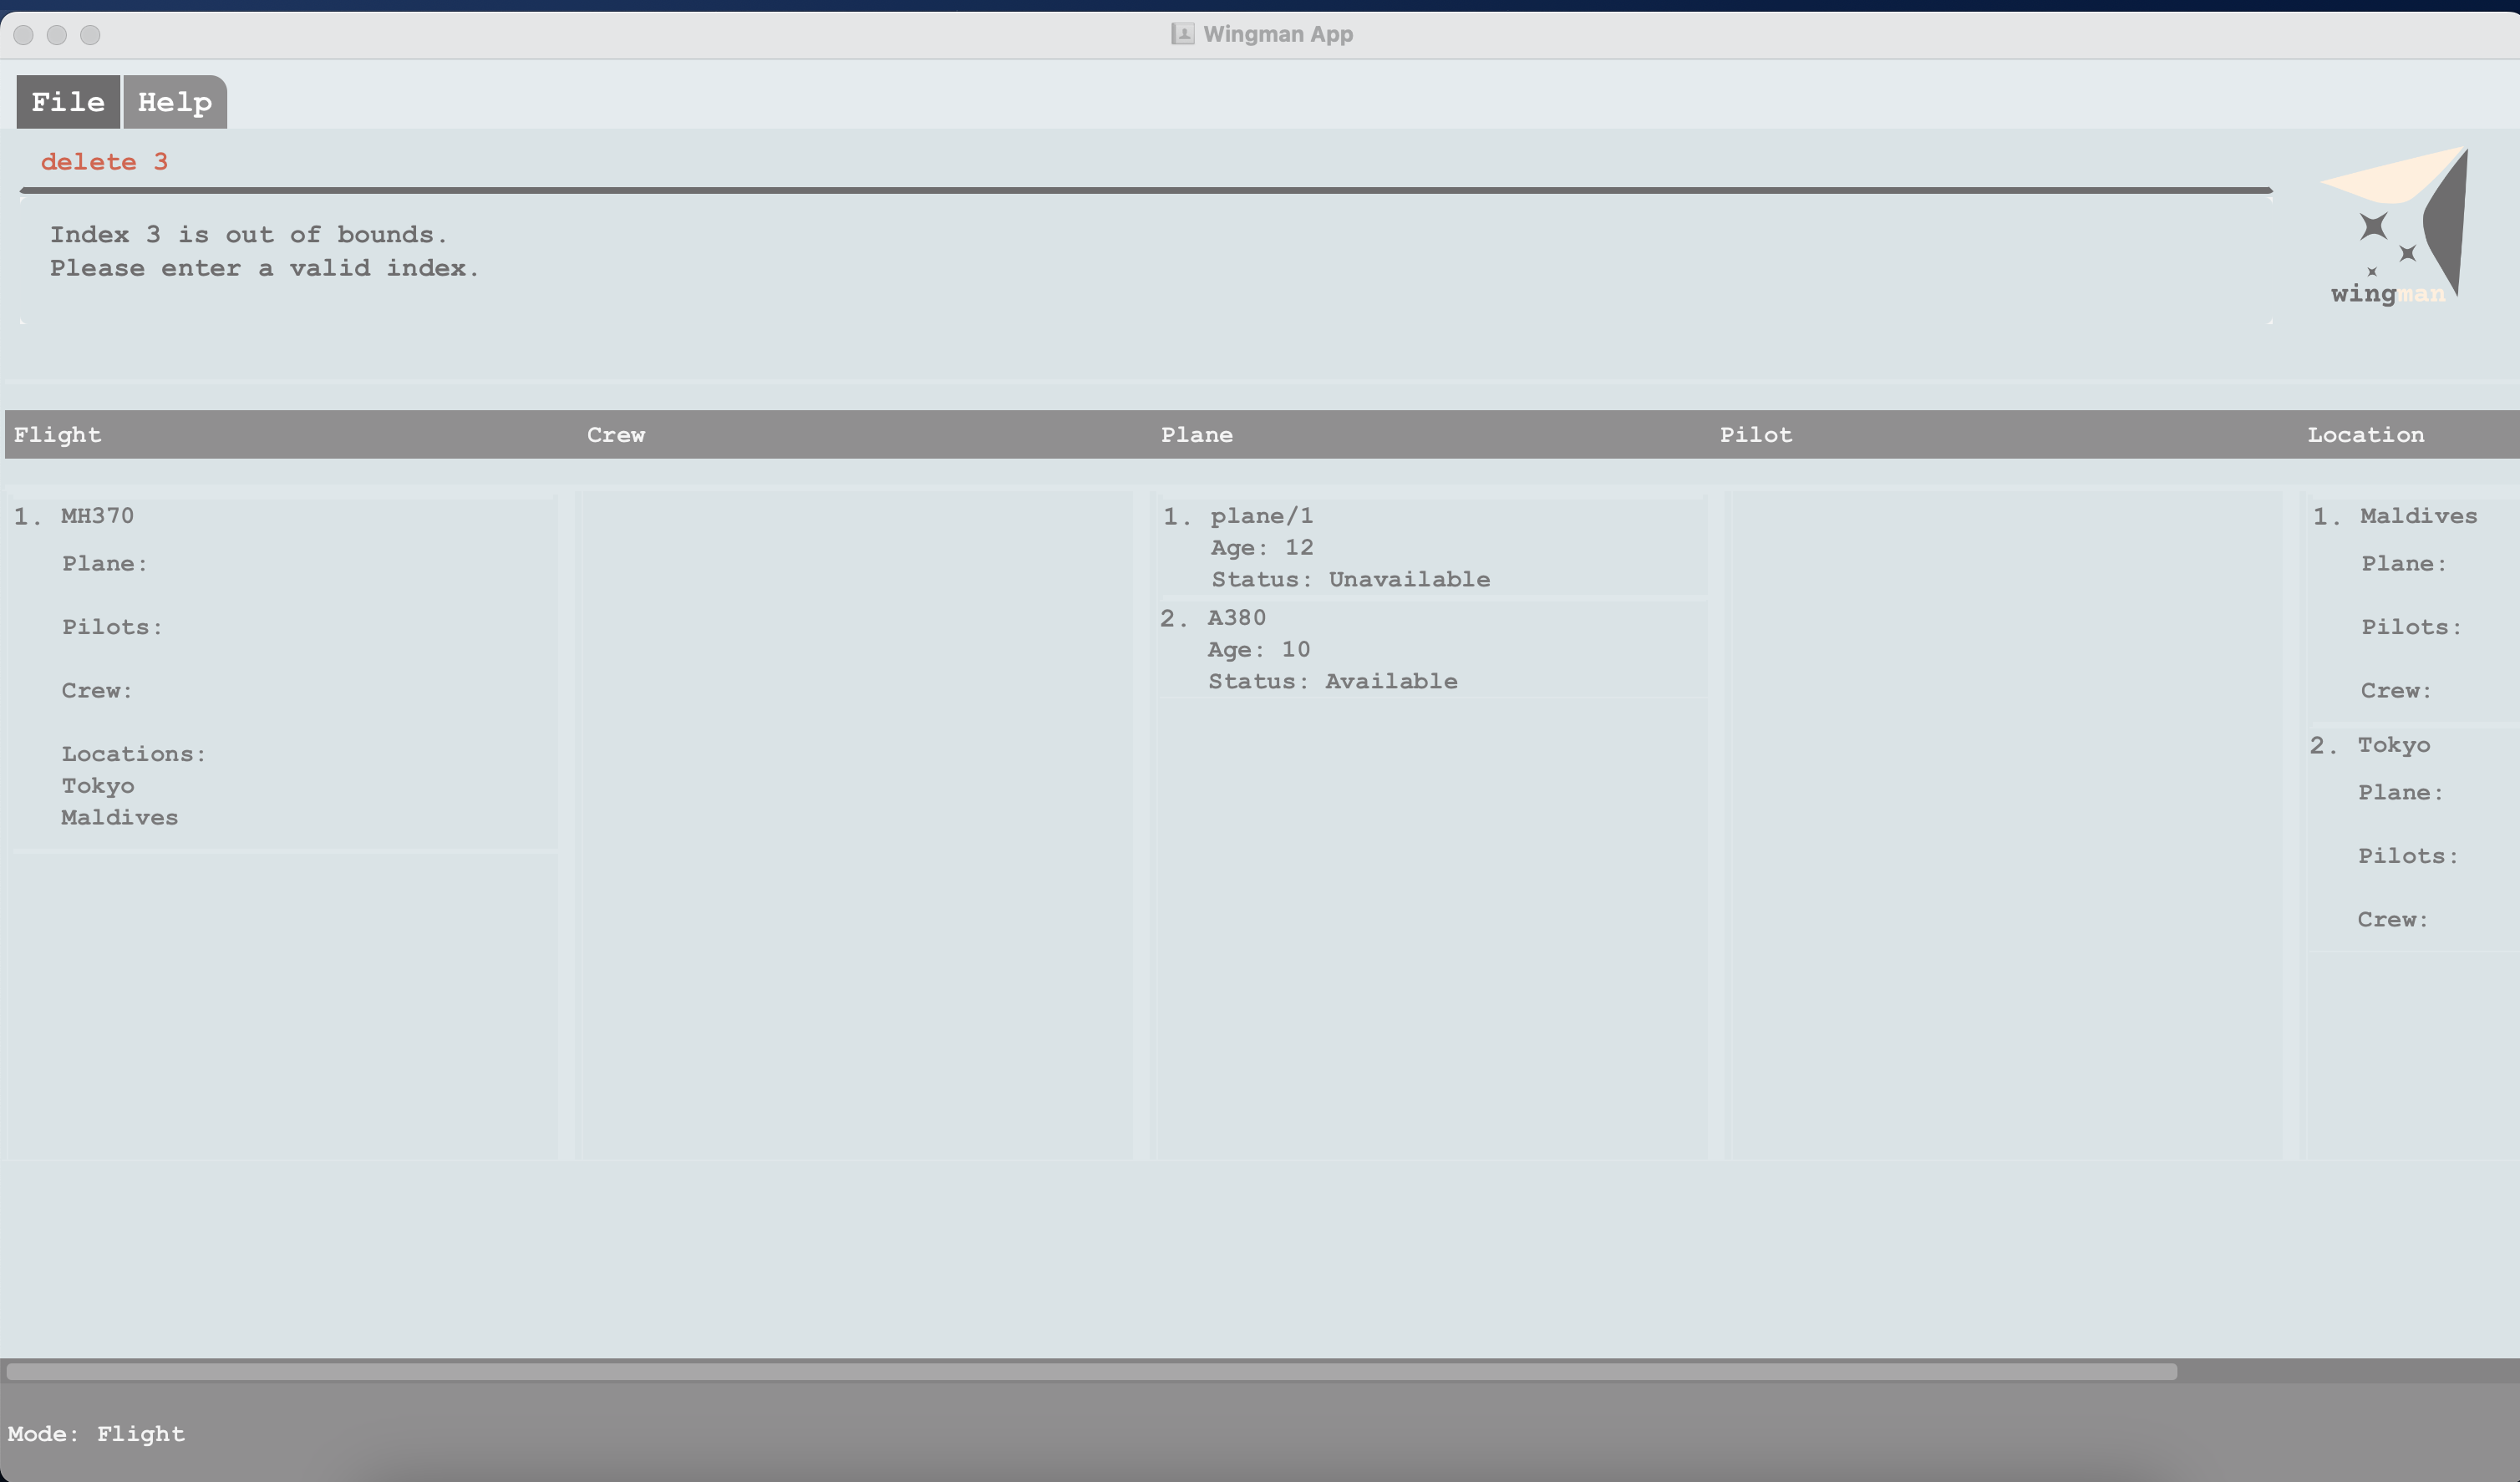 Wingman App
File Help
delete 3
Index 3 is out of bounds.
Please enter a valid index.
wingman
Flight Crew Plane Pilot Location
1. MH370
Plane:
Pilots:
Crew:
Locations:
Tokyo
Maldives
1. plane/1
Age: 12
Status: Unavailable
2. A380
Age: 10
Status: Available
1. Maldives
Plane:
Pilots:
Crew:
2. Tokyo
Plane:
Pilots:
Crew:
Mode: Flight